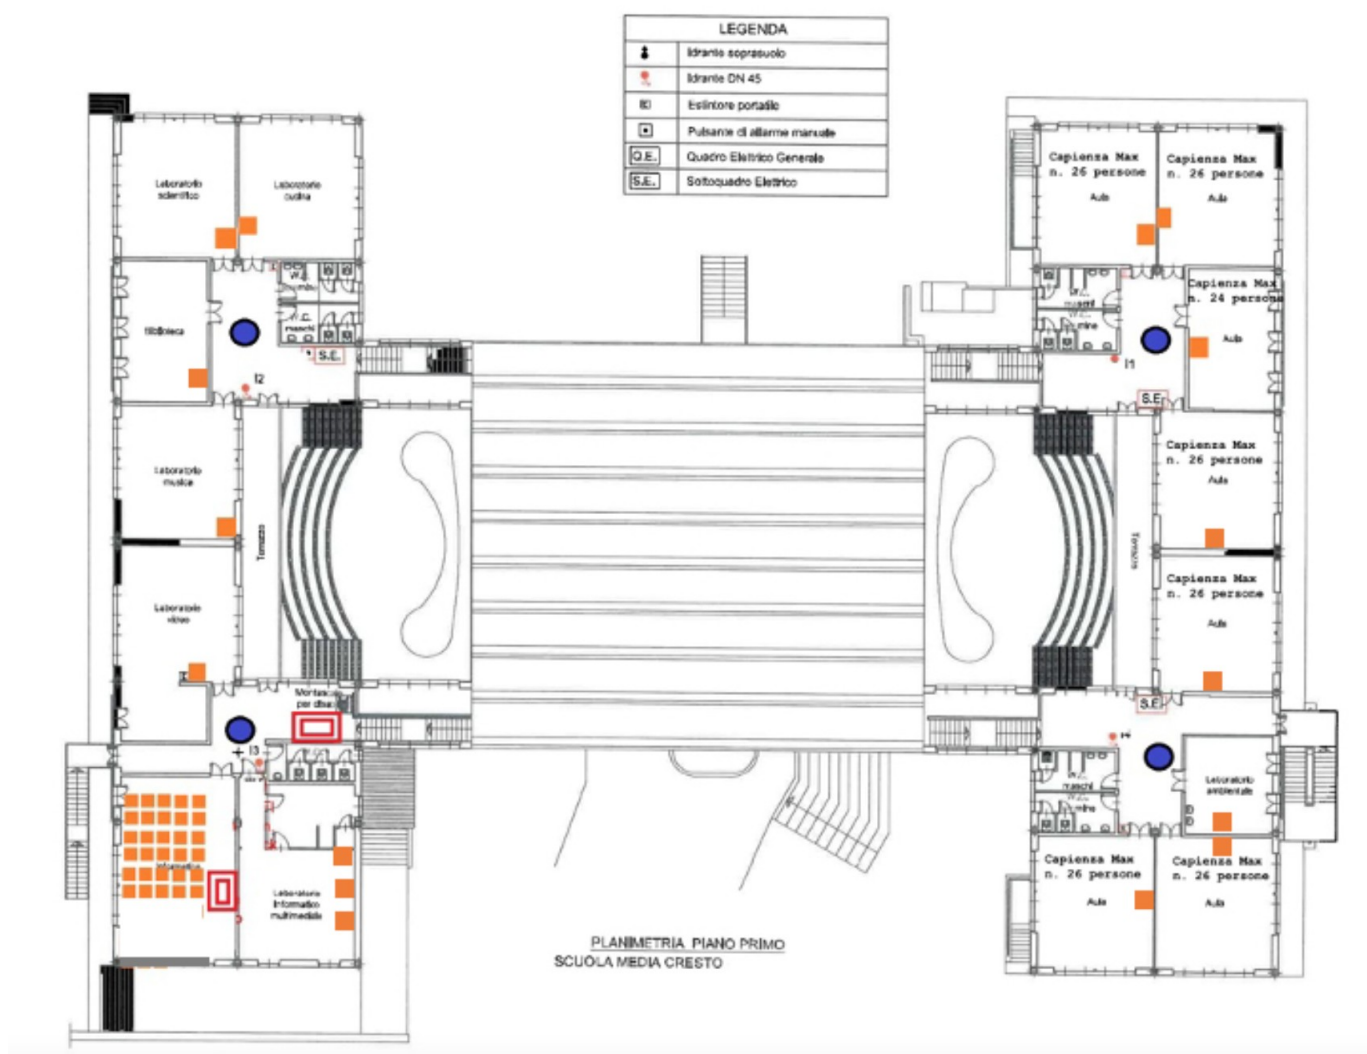 LEGENDA
Idrante soprasuolo
Idrante DN 45
Estintore portatile
Pulsante di allarme manuale
Q.E. Quadro Elettrico Generale
S.E. Sottoquadro Elettrico
Laboratorio
scientifico
Laboratorio
cucina
W.C.
Biblioteca
W.C.
maschi
S.E.
I2
Laboratorio
musica
Terrazzo
Laboratorio
video
per disab
I3
Informatica
Laboratorio
Informatico
multimediale
Capienza Max
n. 26 persone
Aula
Capienza Max
n. 26 persone
Aula
W.C.
maschi
W.C.
Capienza Max
n. 24 persone
Aula
I1
S.E.
Capienza Max
n. 26 persone
Aula
Terrazzo
Capienza Max
n. 26 persone
Aula
S.E.
W.C.
maschi
W.C.
Laboratorio
ambientale
Capienza Max
n. 26 persone
Aula
Capienza Max
n. 26 persone
Aula
PLANIMETRIA PIANO PRIMO
SCUOLA MEDIA CRESTO